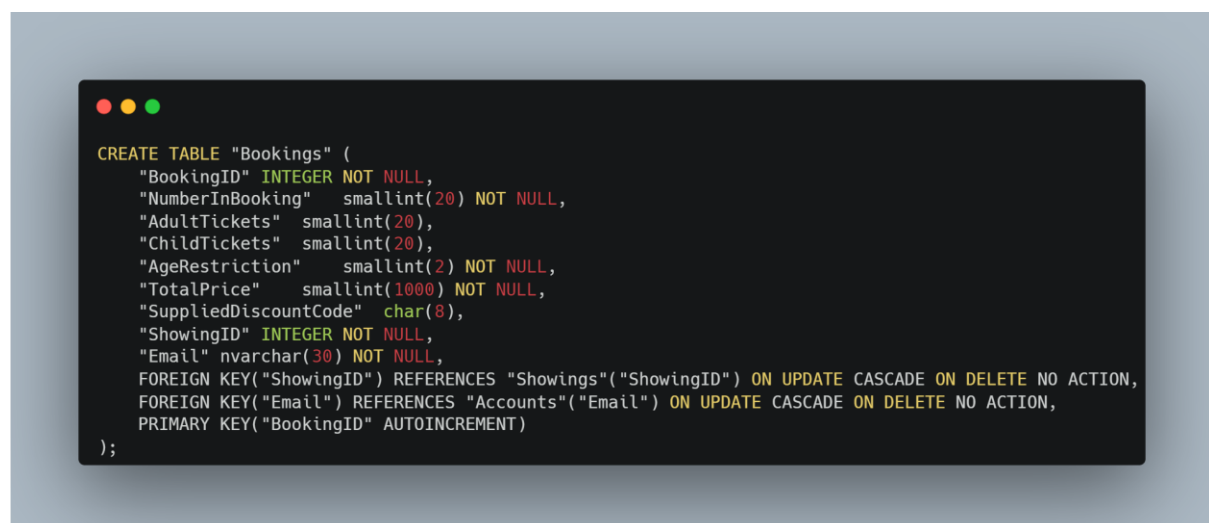 CREATE TABLE "Bookings" (
    "BookingID" INTEGER NOT NULL,
    "NumberInBooking"   smallint(20) NOT NULL,
    "AdultTickets"  smallint(20),
    "ChildTickets"  smallint(20),
    "AgeRestriction"    smallint(2) NOT NULL,
    "TotalPrice"    smallint(1000) NOT NULL,
    "SuppliedDiscountCode"  char(8),
    "ShowingID" INTEGER NOT NULL,
    "Email" nvarchar(30) NOT NULL,
    FOREIGN KEY("ShowingID") REFERENCES "Showings"("ShowingID") ON UPDATE CASCADE ON DELETE NO ACTION,
    FOREIGN KEY("Email") REFERENCES "Accounts"("Email") ON UPDATE CASCADE ON DELETE NO ACTION,
    PRIMARY KEY("BookingID" AUTOINCREMENT)
);